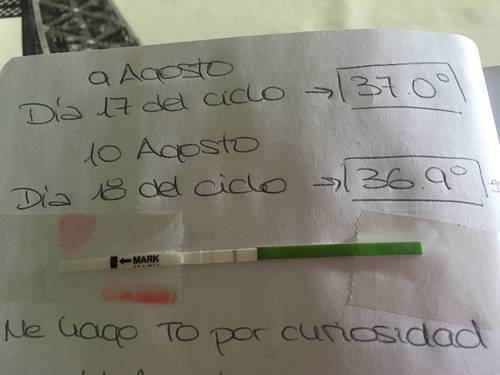 9 Agosto
Día 17 del ciclo → 37.0°
10 Agosto
Día 18 del ciclo → 36.9°
← MARK
Me hago TO por curiosidad